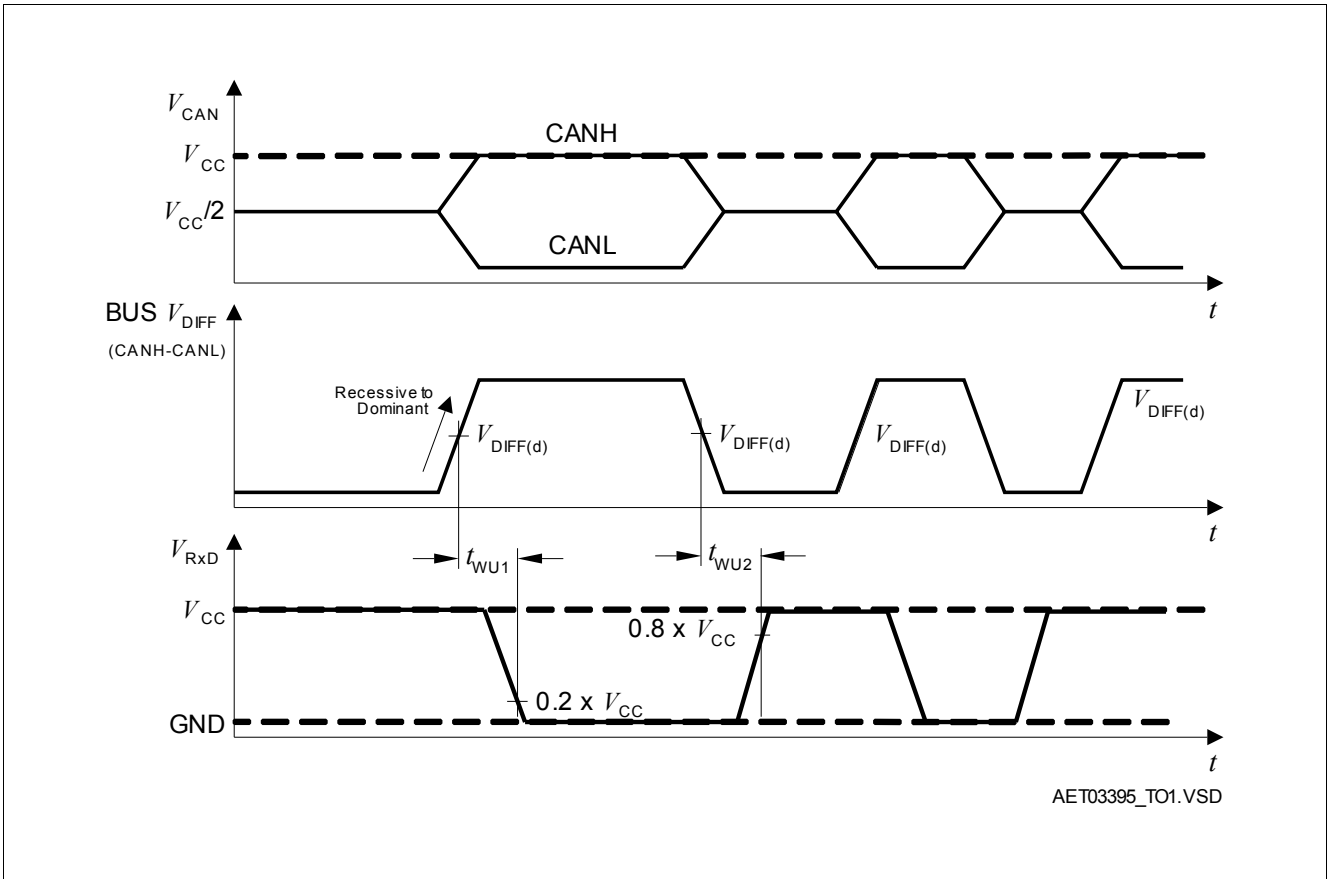 VCAN
CANH
VCC
VCC/2
CANL
t
BUS VDIFF
(CANH-CANL)
Recessive to
Dominant
VDIFF(d)
VDIFF(d)
VDIFF(d)
VDIFF(d)
t
VRxD
tWU1
tWU2
VCC
0.8 x VCC
0.2 x VCC
GND
t
AET03395_TO1.VSD